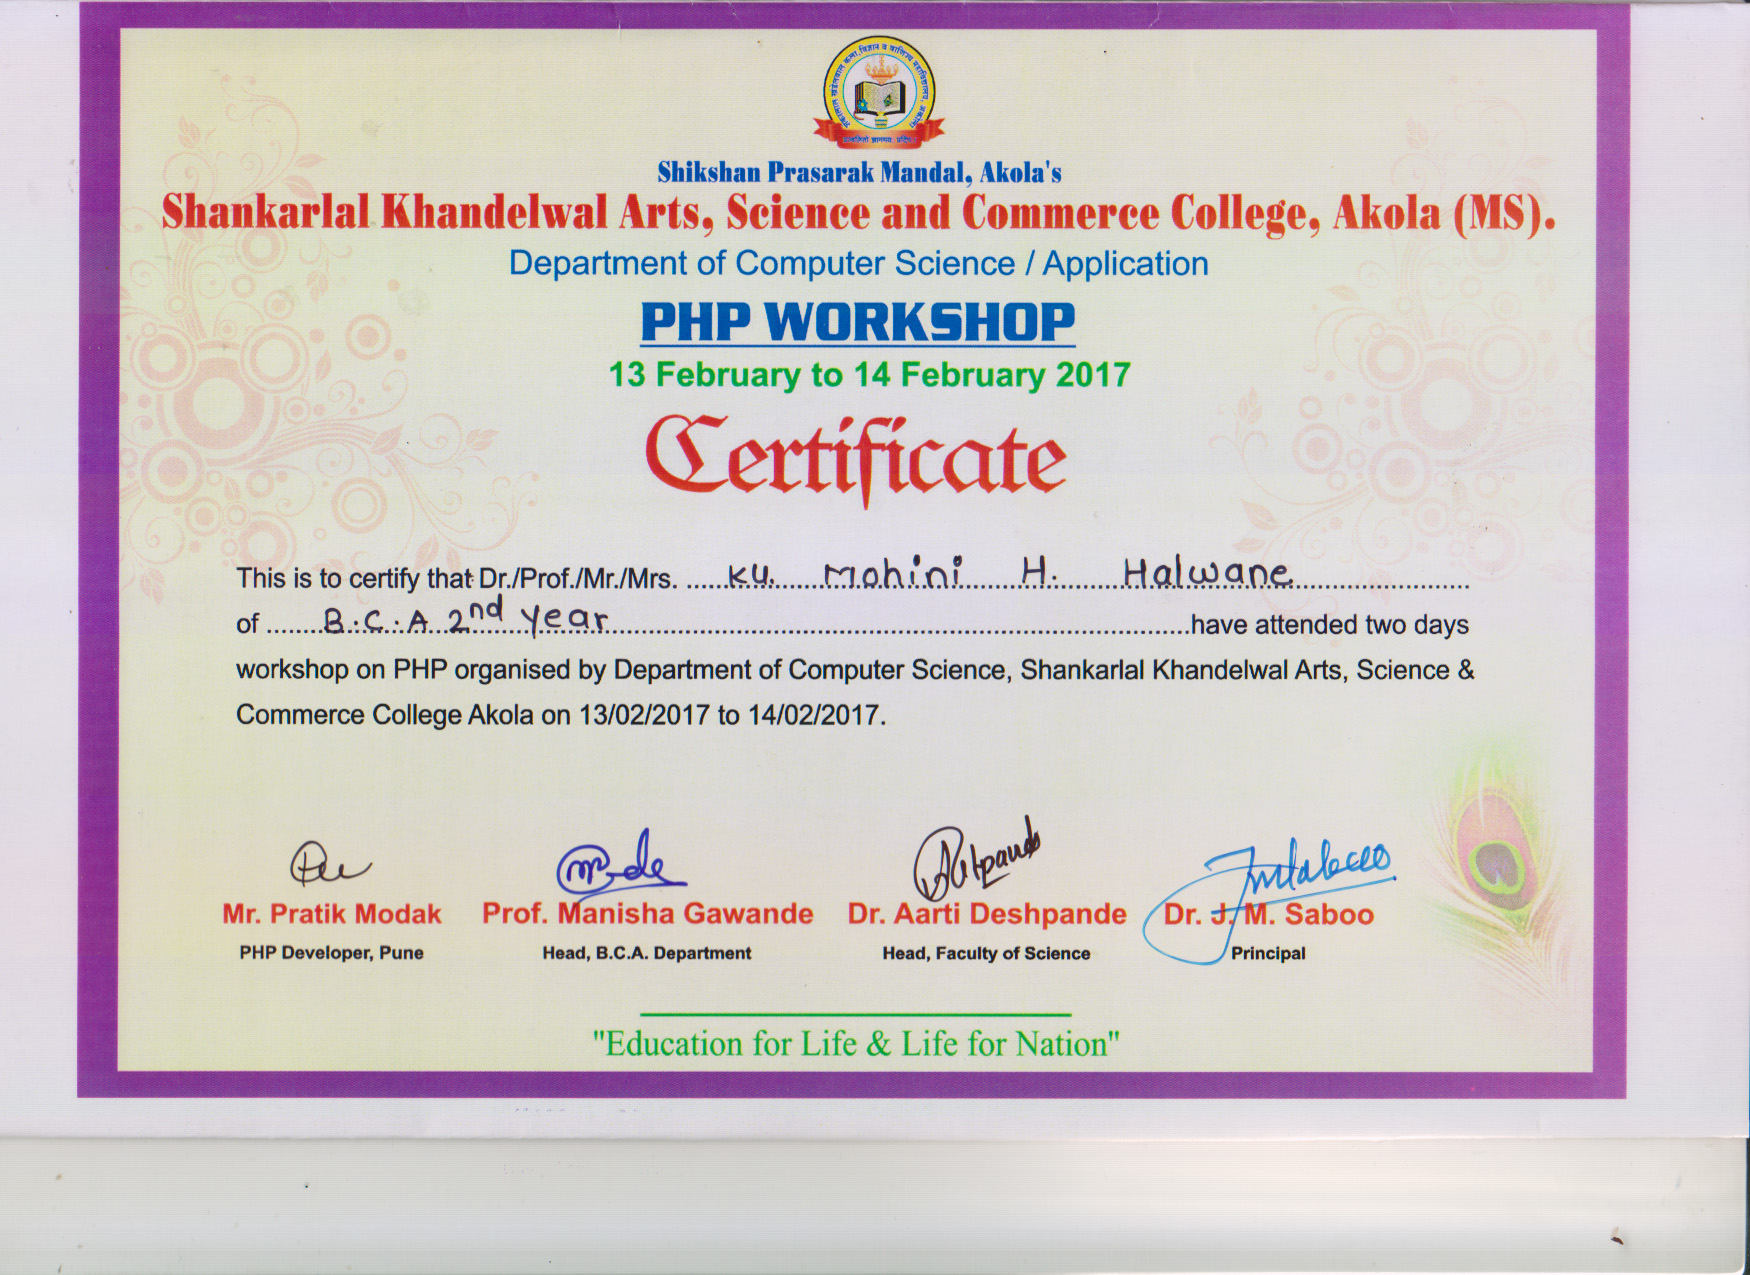 Shikshan Prasarak Mandal, Akola's
Shankarlal Khandelwal Arts, Science and Commerce College, Akola (MS).
Department of Computer Science / Application
PHP WORKSHOP
13 February to 14 February 2017
Certificate
This is to certify that Dr./Prof./Mr./Mrs. ......KU. Mohini H. Halwane
of ........B.C.A 2nd Year have attended two days
workshop on PHP organised by Department of Computer Science, Shankarlal Khandelwal Arts, Science &
Commerce College Akola on 13/02/2017 to 14/02/2017.
Mr. Pratik Modak Prof. Manisha Gawande Dr. Aarti Deshpande Dr. J. M. Saboo
PHP Developer, Pune Head, B.C.A. Department Head, Faculty of Science Principal
"Education for Life & Life for Nation"